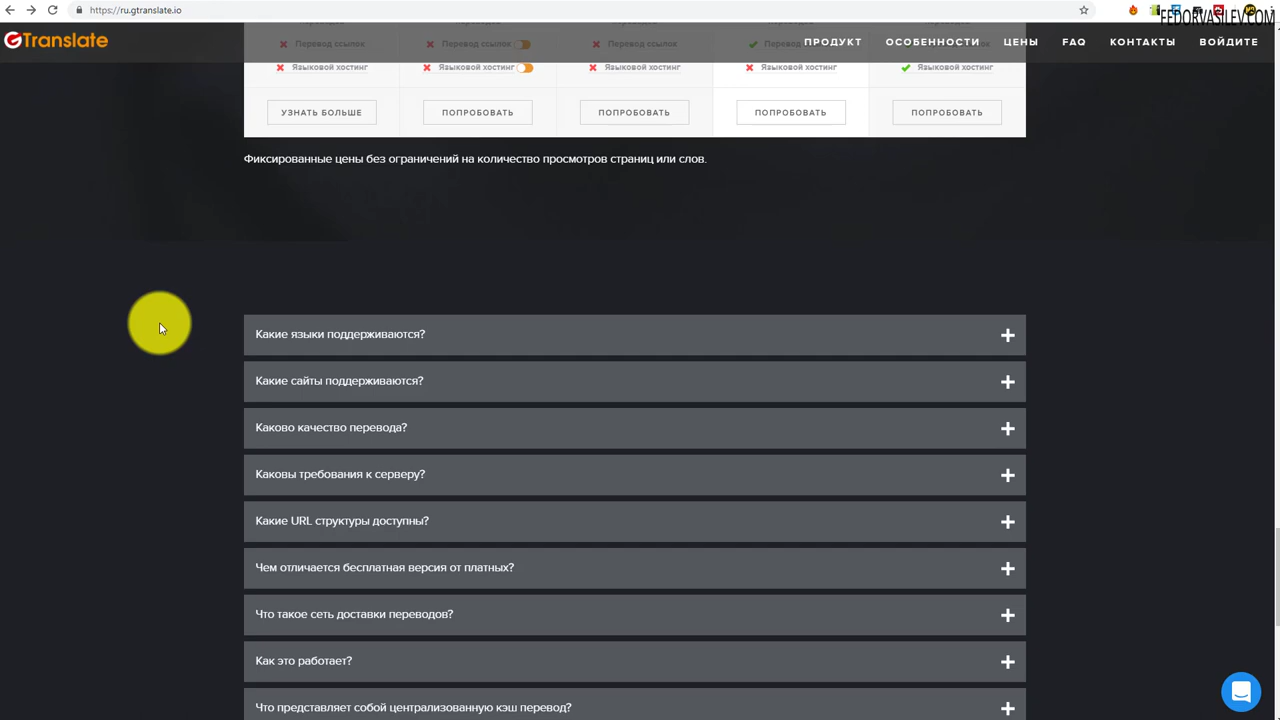 https://ru.gtranslate.io
FEDORVASILEV.COM
GTranslate
ПРОДУКТ ОСОБЕННОСТИ ЦЕНЫ FAQ КОНТАКТЫ ВОЙДИТЕ
Перевод ссылок Перевод ссылок Перевод ссылок
Языковой хостинг Языковой хостинг Языковой хостинг Языковой хостинг Языковой хостинг
УЗНАТЬ БОЛЬШЕ ПОПРОБОВАТЬ ПОПРОБОВАТЬ ПОПРОБОВАТЬ ПОПРОБОВАТЬ
Фиксированные цены без ограничений на количество просмотров страниц или слов.
Какие языки поддерживаются?
Какие сайты поддерживаются?
Каково качество перевода?
Каковы требования к серверу?
Какие URL структуры доступны?
Чем отличается бесплатная версия от платных?
Что такое сеть доставки переводов?
Как это работает?
Что представляет собой централизованную кэш перевод?